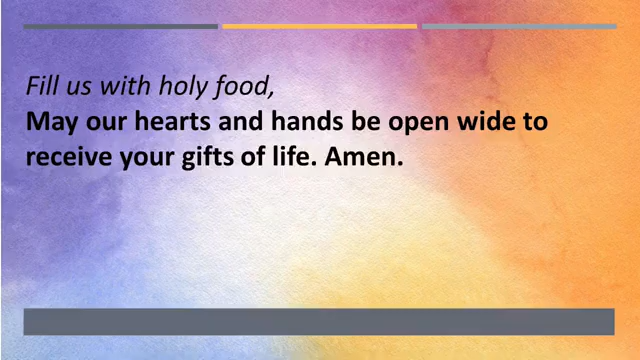 Fill us with holy food,
May our hearts and hands be open wide to
receive your gifts of life. Amen.